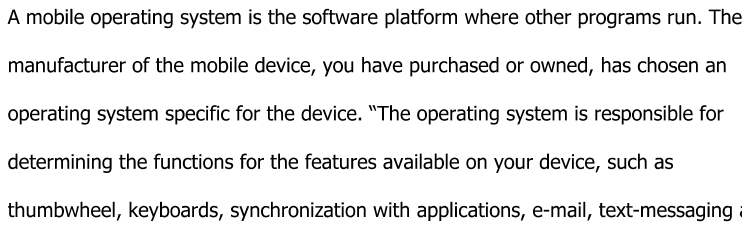 A mobile operating system is the software platform where other programs run. The
manufacturer of the mobile device, you have purchased or owned, has chosen an
operating system specific for the device. “The operating system is responsible for
determining the functions for the features available on your device, such as
thumbwheel, keyboards, synchronization with applications, e-mail, text-messaging